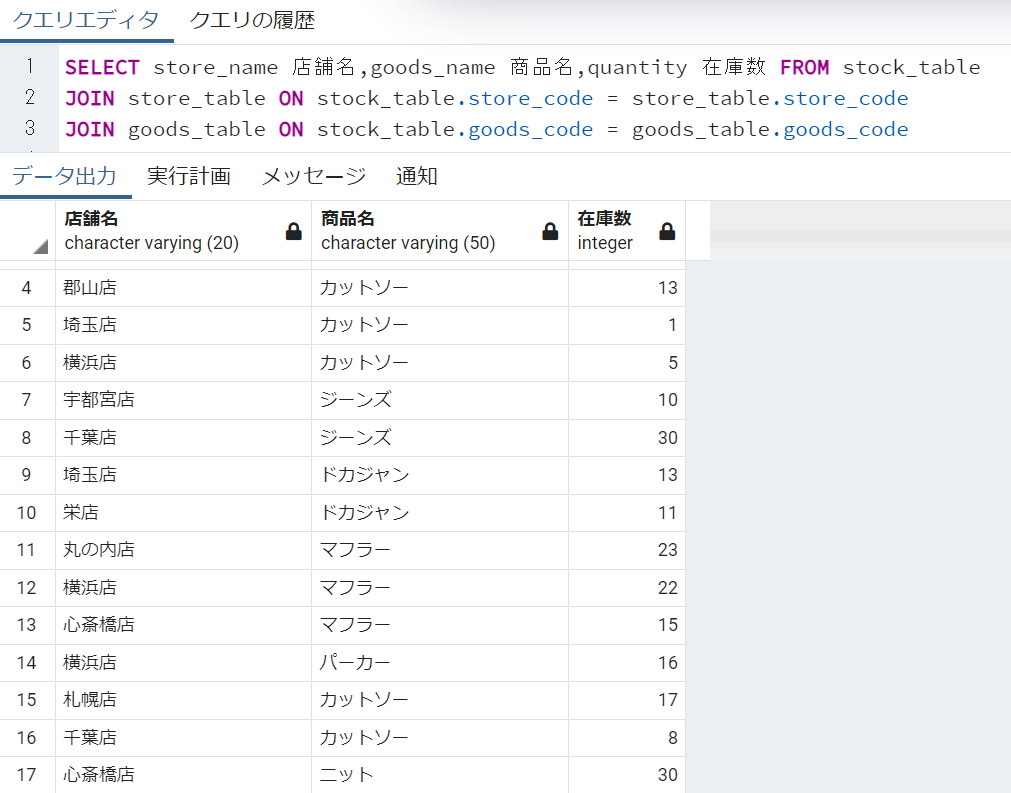 クエリエディタ クエリの履歴
1 SELECT store_name 店舗名,goods_name 商品名,quantity 在庫数 FROM stock_table
2 JOIN store_table ON stock_table.store_code = store_table.store_code
3 JOIN goods_table ON stock_table.goods_code = goods_table.goods_code
データ出力 実行計画 メッセージ 通知
店舗名 商品名 在庫数
character varying (20) character varying (50) integer
4 郡山店 カットソー 13
5 埼玉店 カットソー 1
6 横浜店 カットソー 5
7 宇都宮店 ジーンズ 10
8 千葉店 ジーンズ 30
9 埼玉店 ドカジャン 13
10 栄店 ドカジャン 11
11 丸の内店 マフラー 23
12 横浜店 マフラー 22
13 心斎橋店 マフラー 15
14 横浜店 パーカー 16
15 札幌店 カットソー 17
16 千葉店 カットソー 8
17 心斎橋店 ニット 30